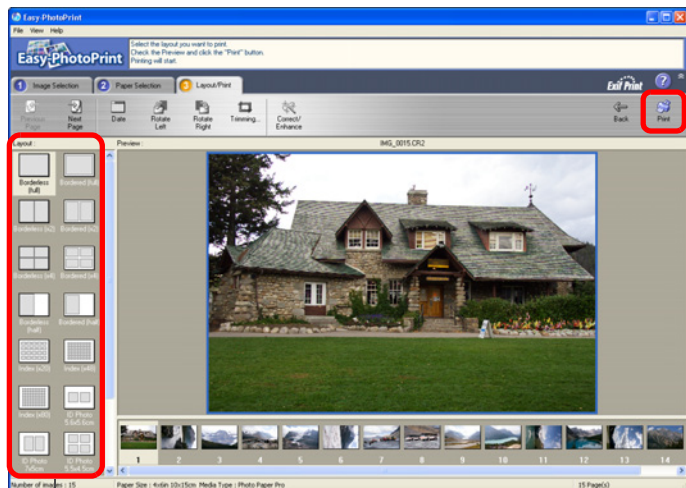 Easy-PhotoPrint
File View Help
Easy-PhotoPrint
Select the layout you want to print.
Check the Preview and click the "Print" button.
Printing will start.
1 Image Selection
2 Paper Selection
3 Layout/Print
Exif Print
?
Previous Page
Next Page
Date
Rotate Left
Rotate Right
Trimming...
Correct/Enhance
Back
Print
Layout :
Preview :
IMG_0015.CR2
Borderless (full)
Bordered (full)
Borderless (x2)
Bordered (x2)
Borderless (x4)
Bordered (x4)
Borderless (half)
Bordered (half)
Index (x20)
Index (x40)
Index (x80)
ID Photo 5.6x5.6cm
ID Photo 7x5cm
ID Photo 5.5x4.5cm
1 2 3 4 5 6 7 8 9 10 11 12 13 14
Number of images : 15
Paper Size : 4x6in 10x15cm Media Type : Photo Paper Pro
15 Page(s)